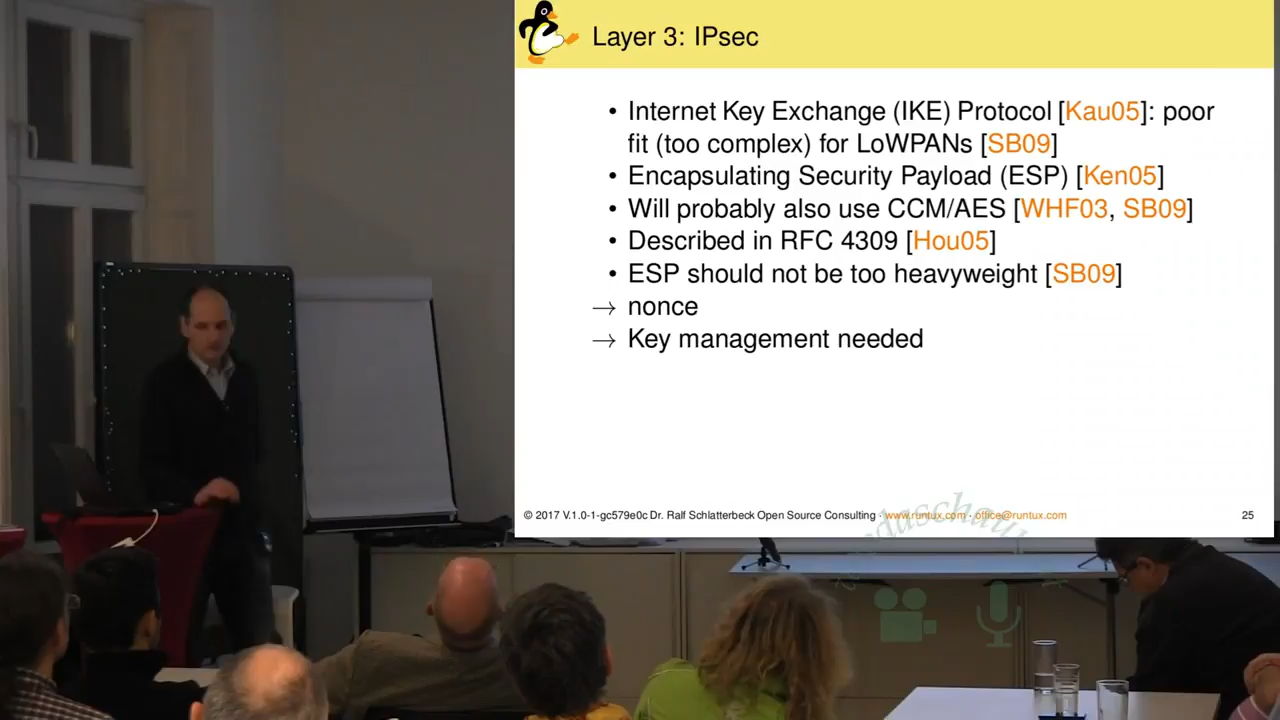 Layer 3: IPsec
• Internet Key Exchange (IKE) Protocol [Kau05]: poor
fit (too complex) for LoWPANs [SB09]
• Encapsulating Security Payload (ESP) [Ken05]
• Will probably also use CCM/AES [WHF03, SB09]
• Described in RFC 4309 [Hou05]
• ESP should not be too heavyweight [SB09]
→ nonce
→ Key management needed
© 2017 V.1.0-1-gc579e0c Dr. Ralf Schlatterbeck Open Source Consulting · www.runtux.com · office@runtux.com 25